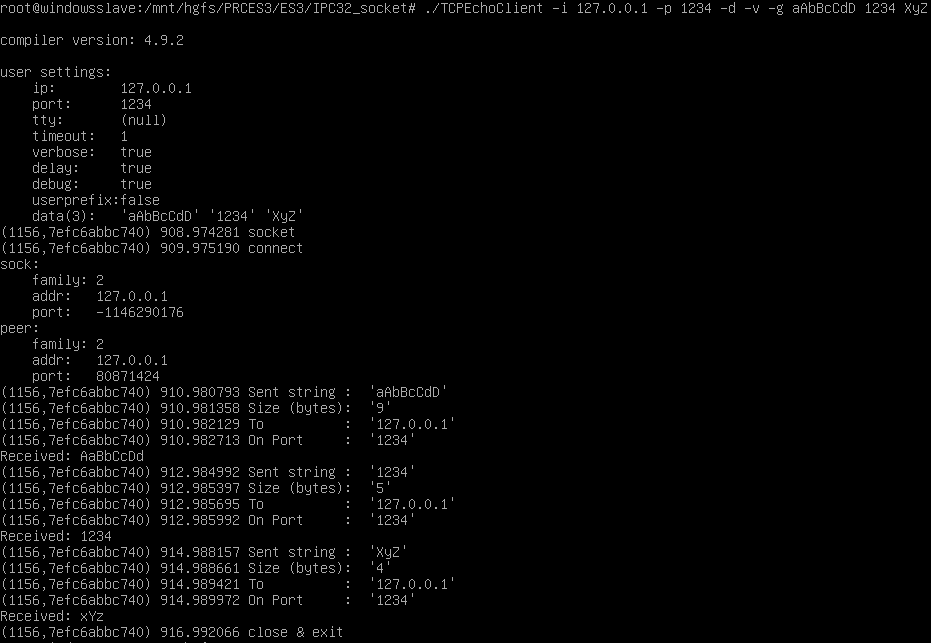 root@windowsslave:/mnt/hgfs/PRCES3/ES3/IPC32_socket# ./TCPEchoClient -i 127.0.0.1 -p 1234 -d -v -g aAbBcCdD 1234 XyZ
compiler version: 4.9.2
user settings:
    ip:        127.0.0.1
    port:      1234
    tty:       (null)
    timeout:   1
    verbose:   true
    delay:     true
    debug:     true
    userprefix:false
    data(3):   'aAbBcCdD' '1234' 'XyZ'
(1156,7efc6abbc740) 908.974281 socket
(1156,7efc6abbc740) 909.975190 connect
sock:
    family: 2
    addr:   127.0.0.1
    port:   -1146290176
peer:
    family: 2
    addr:   127.0.0.1
    port:   80871424
(1156,7efc6abbc740) 910.980793 Sent string :  'aAbBcCdD'
(1156,7efc6abbc740) 910.981358 Size (bytes):  '9'
(1156,7efc6abbc740) 910.982129 To          :  '127.0.0.1'
(1156,7efc6abbc740) 910.982713 On Port     :  '1234'
Received: AaBbCcDd
(1156,7efc6abbc740) 912.984992 Sent string :  '1234'
(1156,7efc6abbc740) 912.985397 Size (bytes):  '5'
(1156,7efc6abbc740) 912.985695 To          :  '127.0.0.1'
(1156,7efc6abbc740) 912.985992 On Port     :  '1234'
Received: 1234
(1156,7efc6abbc740) 914.988157 Sent string :  'XyZ'
(1156,7efc6abbc740) 914.988661 Size (bytes):  '4'
(1156,7efc6abbc740) 914.989421 To          :  '127.0.0.1'
(1156,7efc6abbc740) 914.989972 On Port     :  '1234'
Received: xYz
(1156,7efc6abbc740) 916.992066 close & exit